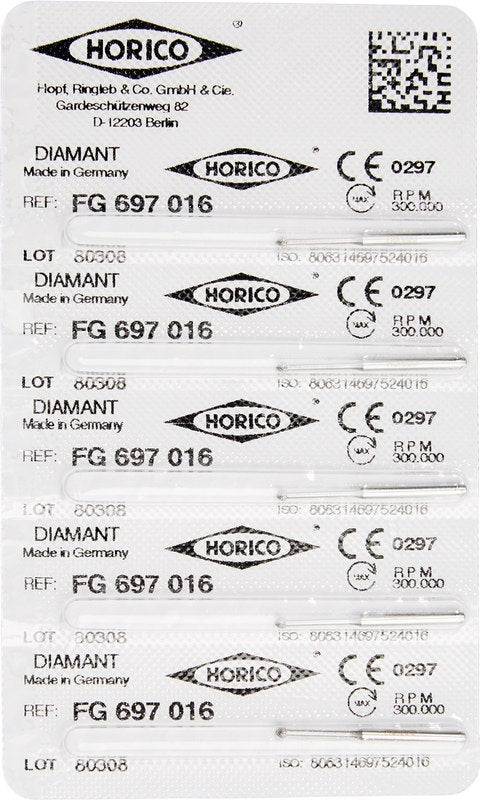 HORICO ®
Hopf, Ringleb & Co. GmbH & Cie.
Gardeschützenweg 82
D-12203 Berlin
DIAMANT
Made in Germany
HORICO
CE 0297
REF: FG 697 016
MAX
RPM
300.000
LOT 80308
ISO: 806314697524016
DIAMANT
Made in Germany
HORICO
CE 0297
REF: FG 697 016
MAX
RPM
300.000
LOT 80308
ISO: 806314697524016
DIAMANT
Made in Germany
HORICO
CE 0297
REF: FG 697 016
MAX
RPM
300.000
LOT 80308
ISO: 806314697524016
DIAMANT
Made in Germany
HORICO
CE 0297
REF: FG 697 016
MAX
RPM
300.000
LOT 80308
ISO: 806314697524016
DIAMANT
Made in Germany
HORICO
CE 0297
REF: FG 697 016
MAX
RPM
300.000
LOT 80308
ISO: 806314697524016